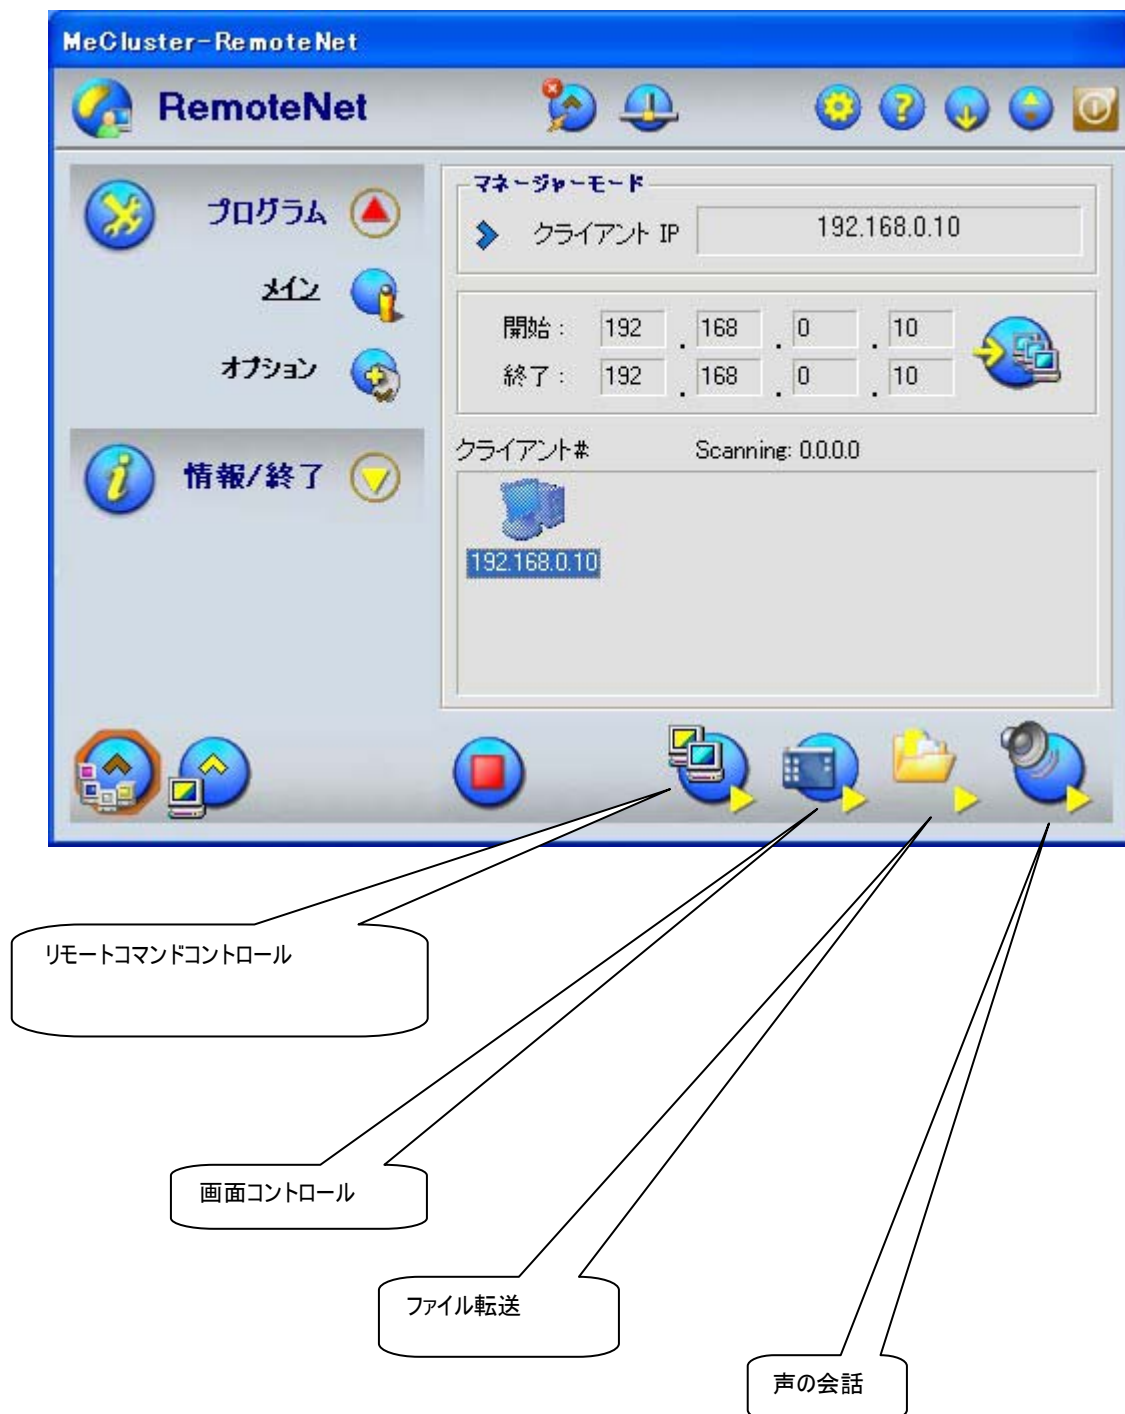 MeCluster-RemoteNet
RemoteNet
プログラム
メイン
オプション
情報/終了
マネージャーモード
クライアント IP 192.168.0.10
開始 : 192 . 168 . 0 . 10
終了 : 192 . 168 . 0 . 10
クライアント# Scanning: 0.0.0.0
192.168.0.10
リモートコマンドコントロール
画面コントロール
ファイル転送
声の会話